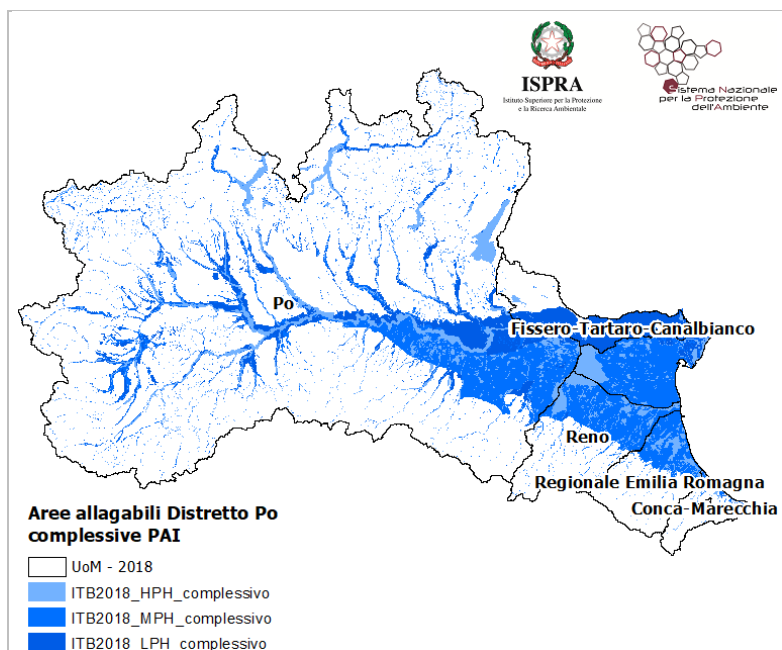 ISPRA
Istituto Superiore per la Protezione
e la Ricerca Ambientale
Sistema Nazionale
per la Protezione
dell'Ambiente
Po
Fissero-Tartaro-Canalbianco
Reno
Regionale Emilia Romagna
Conca-Marecchia
Aree allagabili Distretto Po
complessive PAI
UoM - 2018
ITB2018_HPH_complessivo
ITB2018_MPH_complessivo
ITB2018_LPH_complessivo